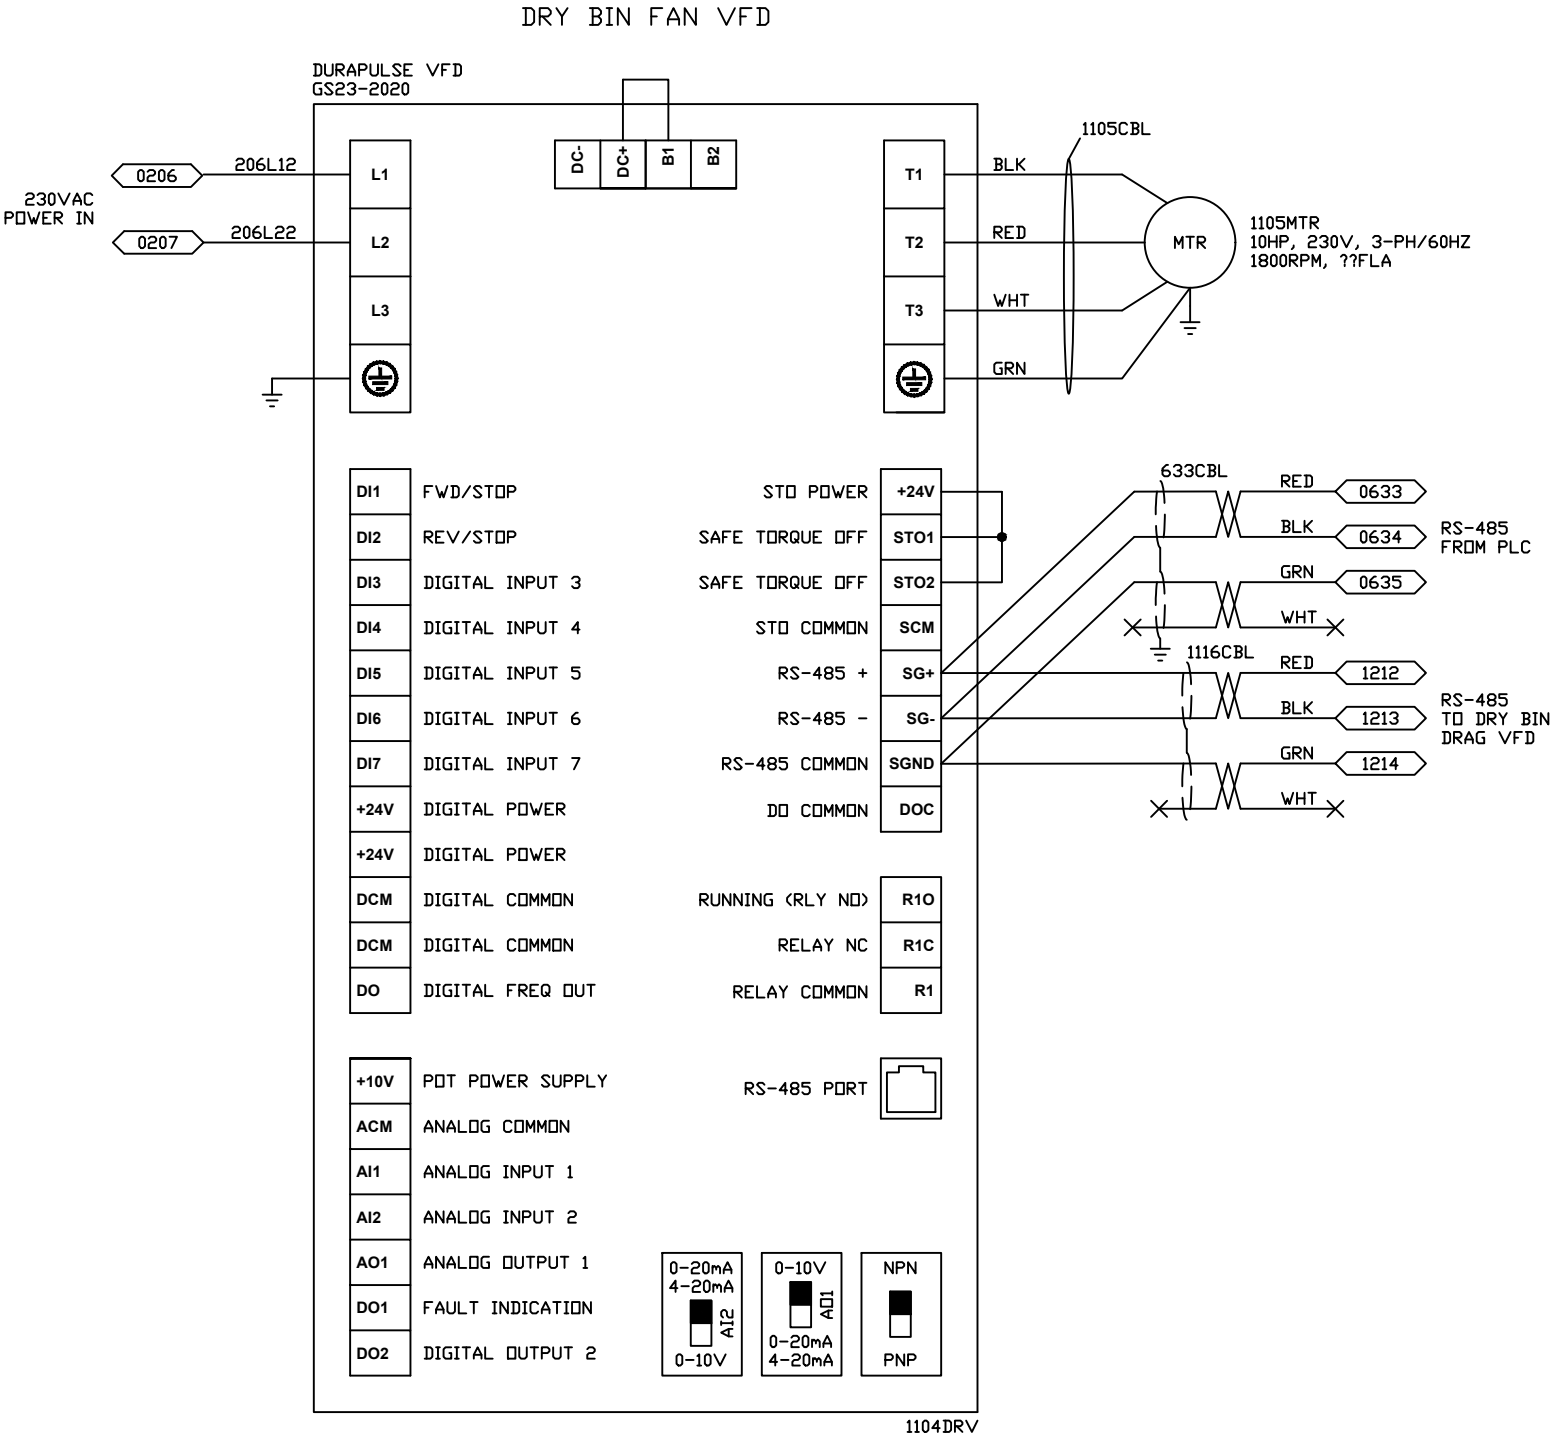 DRY BIN FAN VFD
DURAPULSE VFD
GS23-2020
DC-
DC+
B1
B2
230VAC
POWER IN
0206
206L12
L1
0207
206L22
L2
L3
T1
BLK
T2
RED
T3
WHT
GRN
1105CBL
MTR
1105MTR
10HP, 230V, 3-PH/60HZ
1800RPM, ??FLA
DI1 FWD/STOP
DI2 REV/STOP
DI3 DIGITAL INPUT 3
DI4 DIGITAL INPUT 4
DI5 DIGITAL INPUT 5
DI6 DIGITAL INPUT 6
DI7 DIGITAL INPUT 7
+24V DIGITAL POWER
+24V DIGITAL POWER
DCM DIGITAL COMMON
DCM DIGITAL COMMON
DO DIGITAL FREQ OUT
STO POWER +24V
SAFE TORQUE OFF STO1
SAFE TORQUE OFF STO2
STO COMMON SCM
RS-485 + SG+
RS-485 - SG-
RS-485 COMMON SGND
DO COMMON DOC
633CBL
RED 0633
BLK 0634
GRN 0635
WHT
RS-485
FROM PLC
1116CBL
RED 1212
BLK 1213
GRN 1214
WHT
RS-485
TO DRY BIN
DRAG VFD
RUNNING (RLY NO) R1O
RELAY NC R1C
RELAY COMMON R1
RS-485 PORT
+10V POT POWER SUPPLY
ACM ANALOG COMMON
AI1 ANALOG INPUT 1
AI2 ANALOG INPUT 2
AO1 ANALOG OUTPUT 1
DO1 FAULT INDICATION
DO2 DIGITAL OUTPUT 2
0-20mA
4-20mA
AI2
0-10V
0-10V
AO1
0-20mA
4-20mA
NPN
PNP
1104DRV